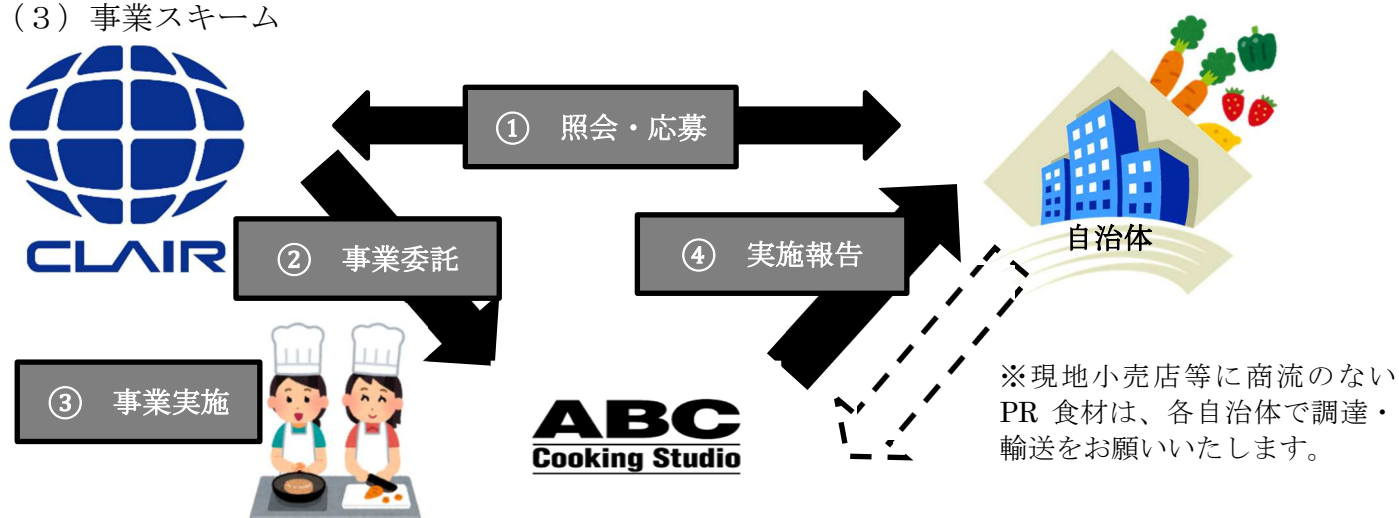 （３）事業スキーム
① 照会・応募
CLAIR
② 事業委託
④ 実施報告
自治体
③ 事業実施
ABC
Cooking Studio
※現地小売店等に商流のない
PR 食材は、各自治体で調達・
輸送をお願いいたします。